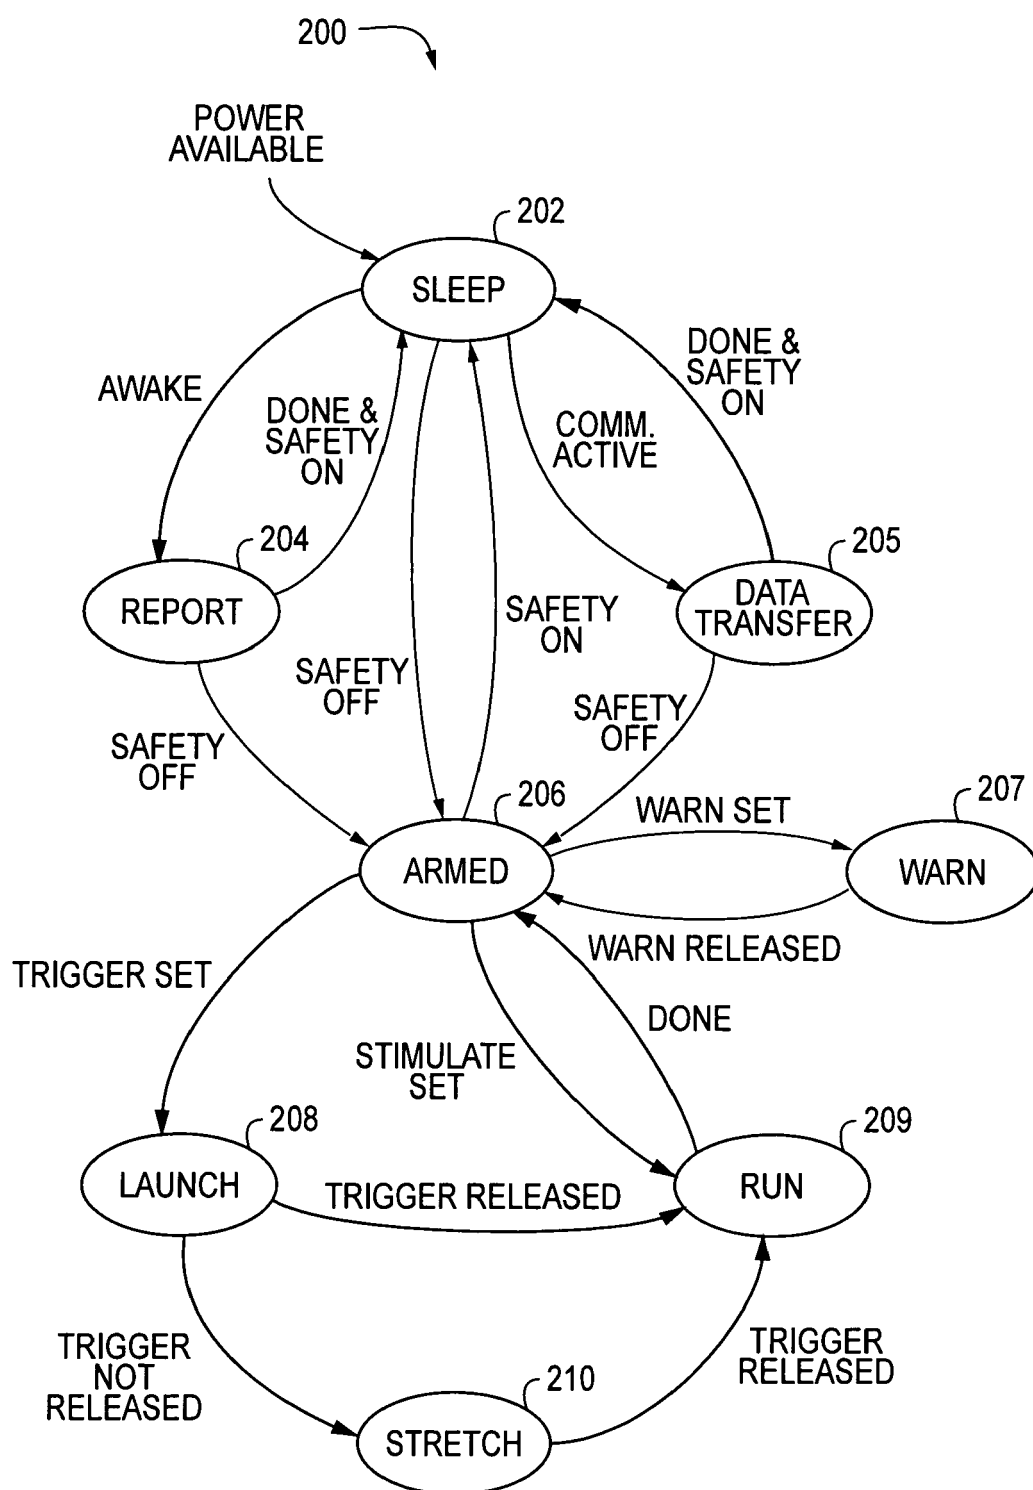 200
POWER
AVAILABLE
202
SLEEP
AWAKE
DONE &
SAFETY
ON
COMM.
ACTIVE
DONE &
SAFETY
ON
204
REPORT
205
DATA
TRANSFER
SAFETY
OFF
SAFETY
OFF
SAFETY
ON
SAFETY
OFF
206
ARMED
WARN SET
207
WARN
WARN RELEASED
TRIGGER SET
STIMULATE
SET
DONE
208
LAUNCH
TRIGGER RELEASED
209
RUN
TRIGGER
NOT
RELEASED
210
STRETCH
TRIGGER
RELEASED